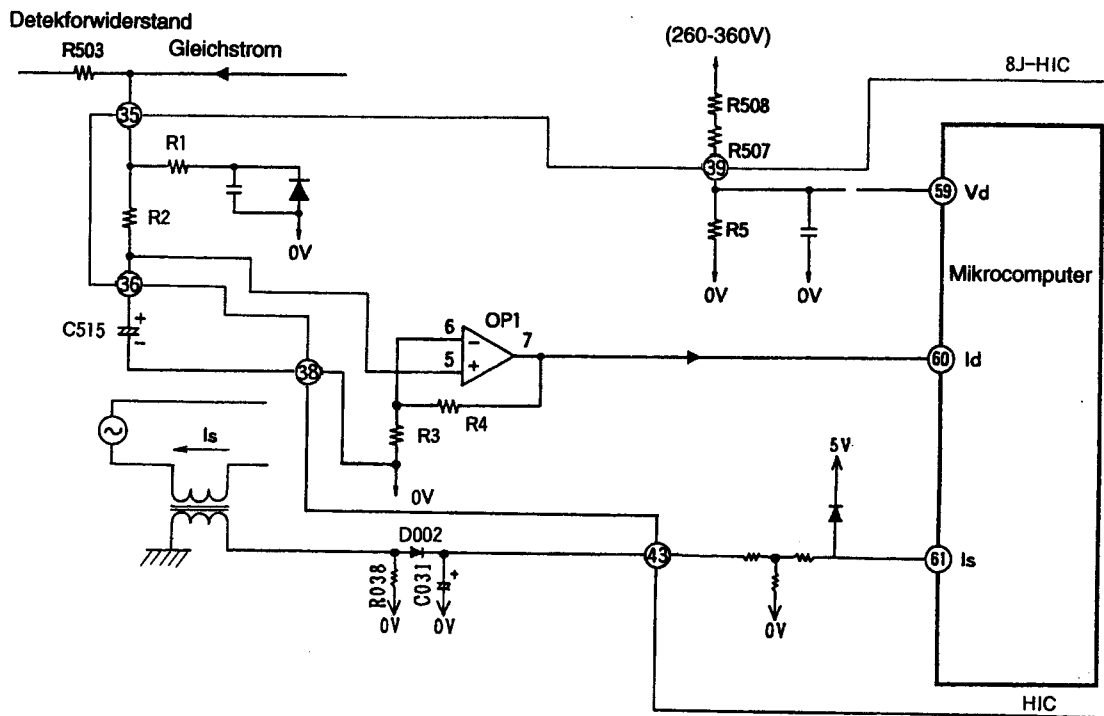 Detekforwiderstand
R503
Gleichstrom
(260-360V)
8J-HIC
R508
35
R507
R1
39
59
Vd
R2
R5
0V
Mikrocomputer
36
0V
0V
C515
+
-
OP1
6
7
-
5
+
60
Id
38
R4
R3
Is
5V
0V
D002
43
61
Is
R038
C031
+
0V
0V
0V
HIC